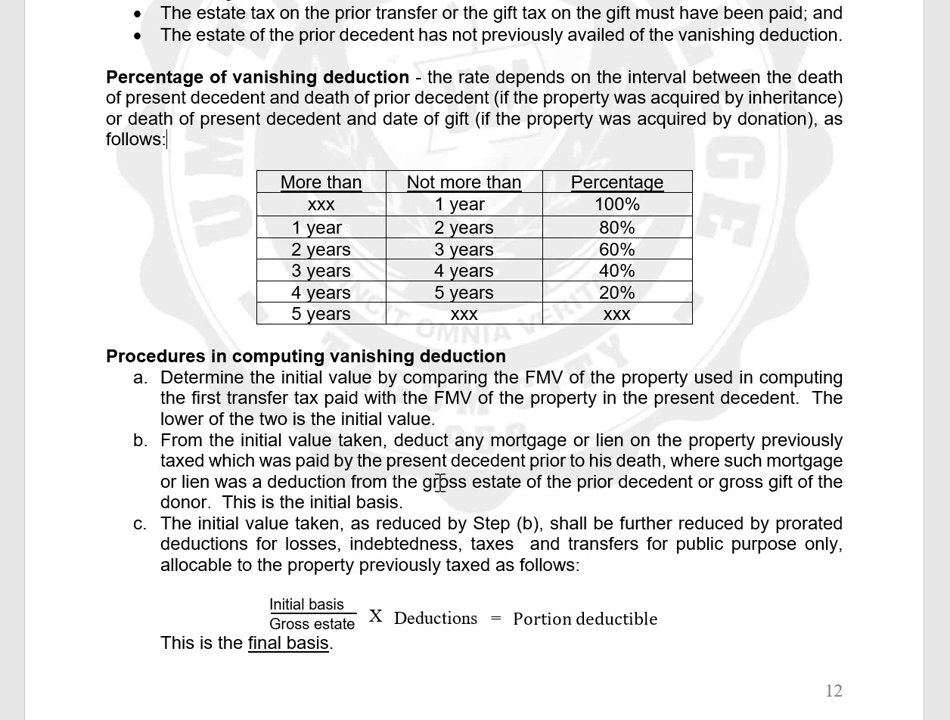 • The estate tax on the prior transfer or the gift tax on the gift must have been paid; and
• The estate of the prior decedent has not previously availed of the vanishing deduction.
Percentage of vanishing deduction - the rate depends on the interval between the death
of present decedent and death of prior decedent (if the property was acquired by inheritance)
or death of present decedent and date of gift (if the property was acquired by donation), as
follows:
More than Not more than Percentage
xxx 1 year 100%
1 year 2 years 80%
2 years 3 years 60%
3 years 4 years 40%
4 years 5 years 20%
5 years xxx xxx
OMNIA
Procedures in computing vanishing deduction
a. Determine the initial value by comparing the FMV of the property used in computing
the first transfer tax paid with the FMV of the property in the present decedent. The
lower of the two is the initial value.
b. From the initial value taken, deduct any mortgage or lien on the property previously
taxed which was paid by the present decedent prior to his death, where such mortgage
or lien was a deduction from the gross estate of the prior decedent or gross gift of the
donor. This is the initial basis.
c. The initial value taken, as reduced by Step (b), shall be further reduced by prorated
deductions for losses, indebtedness, taxes and transfers for public purpose only,
allocable to the property previously taxed as follows:
Initial basis
Gross estate X Deductions = Portion deductible
This is the final basis.
12